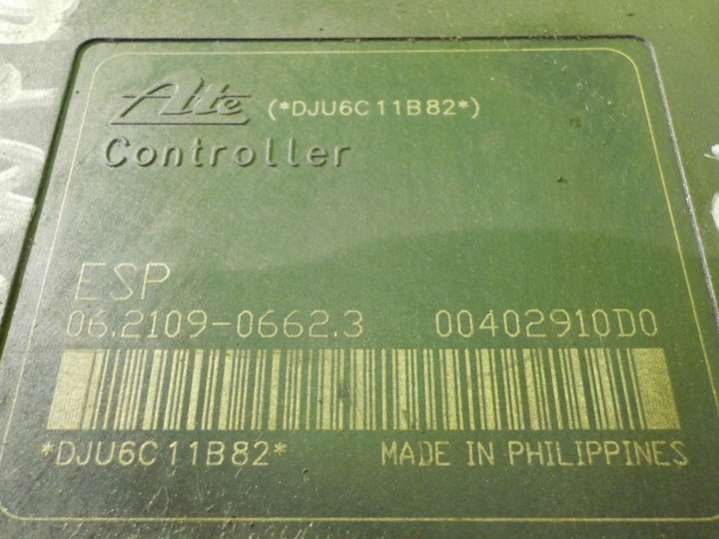 Ate (*DJU6C11B82*)
Controller
ESP
06.2109-0662.3 00402910D0
*DJU6C11B82* MADE IN PHILIPPINES